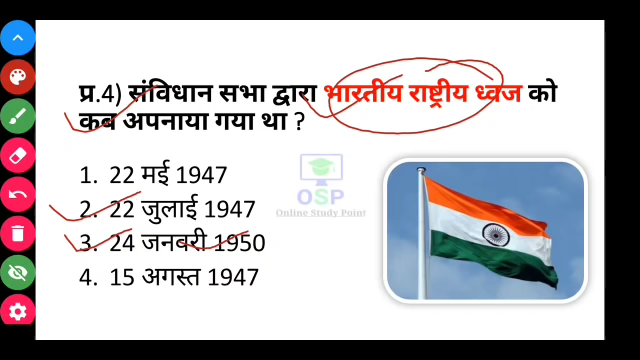 प्र.4) संविधान सभा द्वारा भारतीय राष्ट्रीय ध्वज को
कब अपनाया गया था ?
1. 22 मई 1947
2. 22 जुलाई 1947
3. 24 जनवरी 1950
4. 15 अगस्त 1947
OSP
Online Study Point